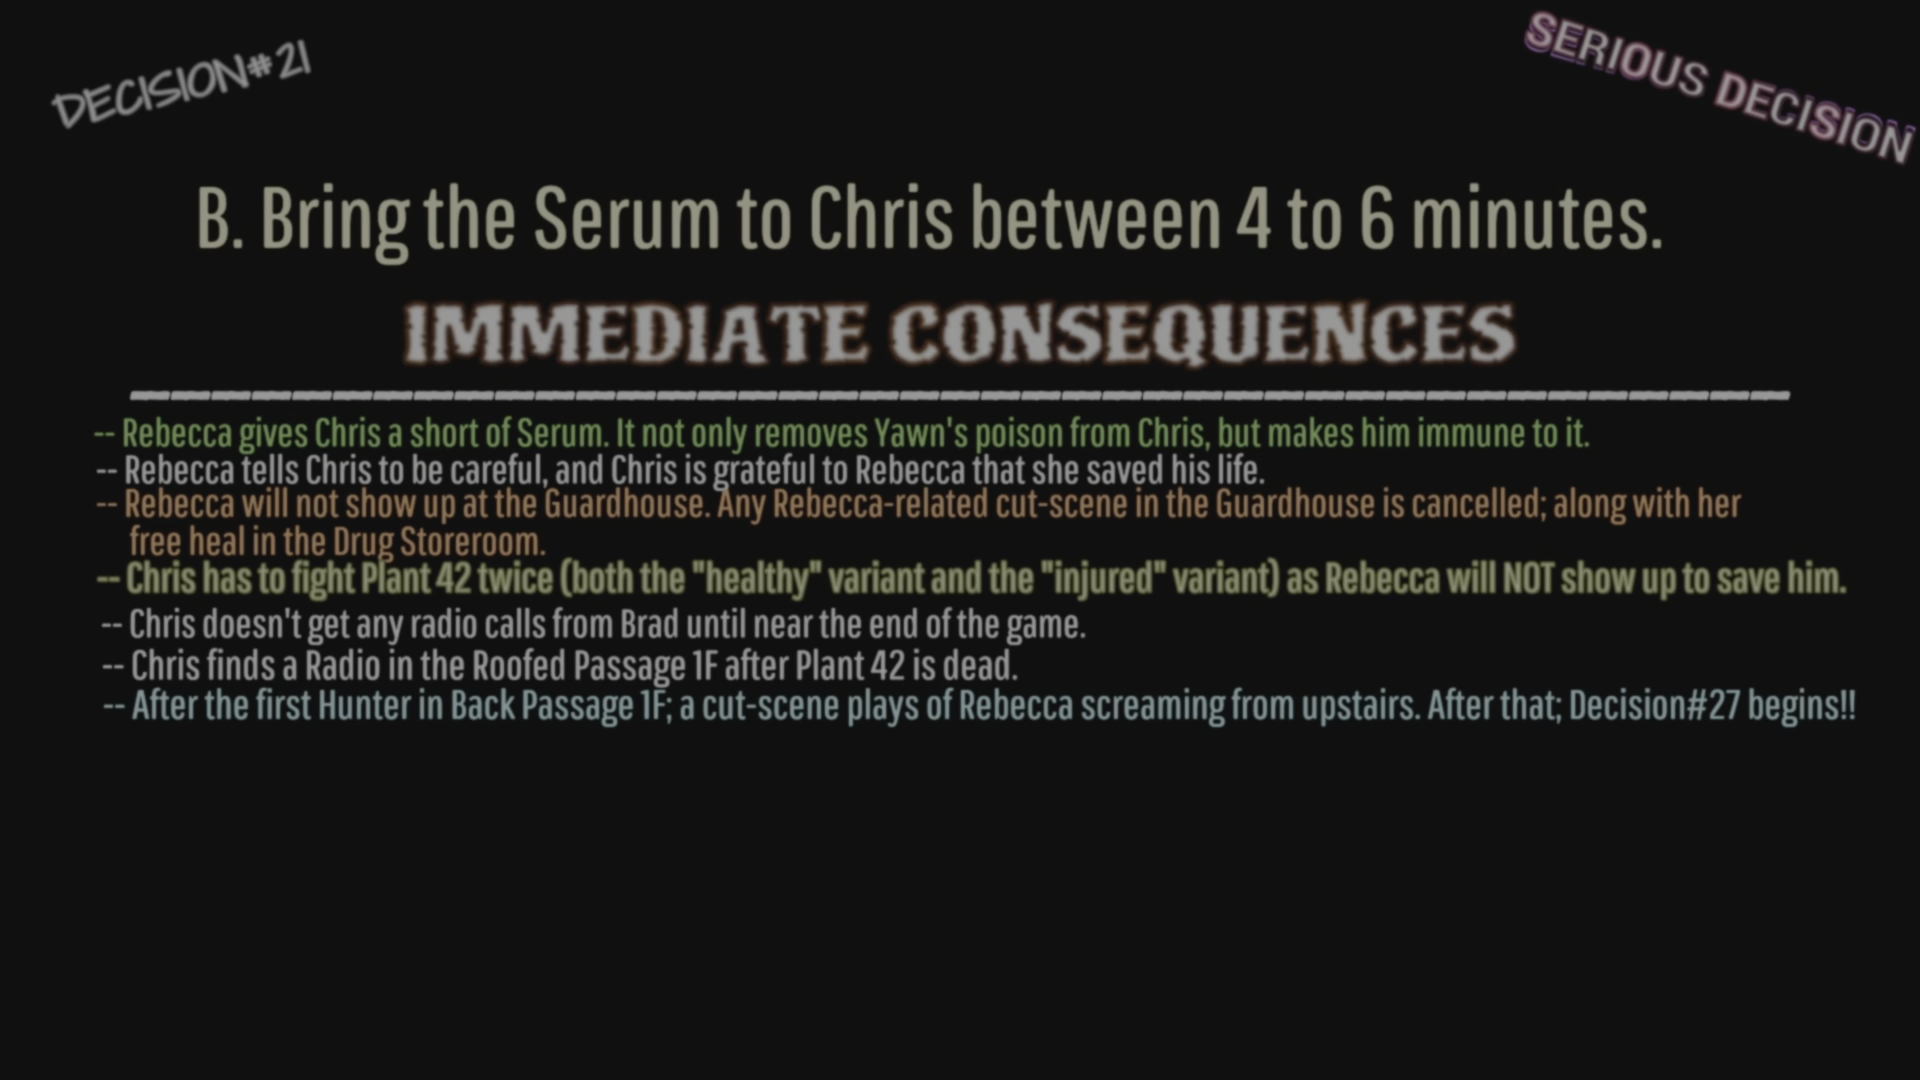 DECISION#21
SERIOUS DECISION
B. Bring the Serum to Chris between 4 to 6 minutes.
IMMEDIATE CONSEQUENCES
-- Rebecca gives Chris a short of Serum. It not only removes Yawn's poison from Chris, but makes him immune to it.
-- Rebecca tells Chris to be careful, and Chris is grateful to Rebecca that she saved his life.
-- Rebecca will not show up at the Guardhouse. Any Rebecca-related cut-scene in the Guardhouse is cancelled; along with her
free heal in the Drug Storeroom.
-- Chris has to fight Plant 42 twice (both the "healthy" variant and the "injured" variant) as Rebecca will NOT show up to save him.
-- Chris doesn't get any radio calls from Brad until near the end of the game.
-- Chris finds a Radio in the Roofed Passage 1F after Plant 42 is dead.
-- After the first Hunter in Back Passage 1F; a cut-scene plays of Rebecca screaming from upstairs. After that; Decision#27 begins!!